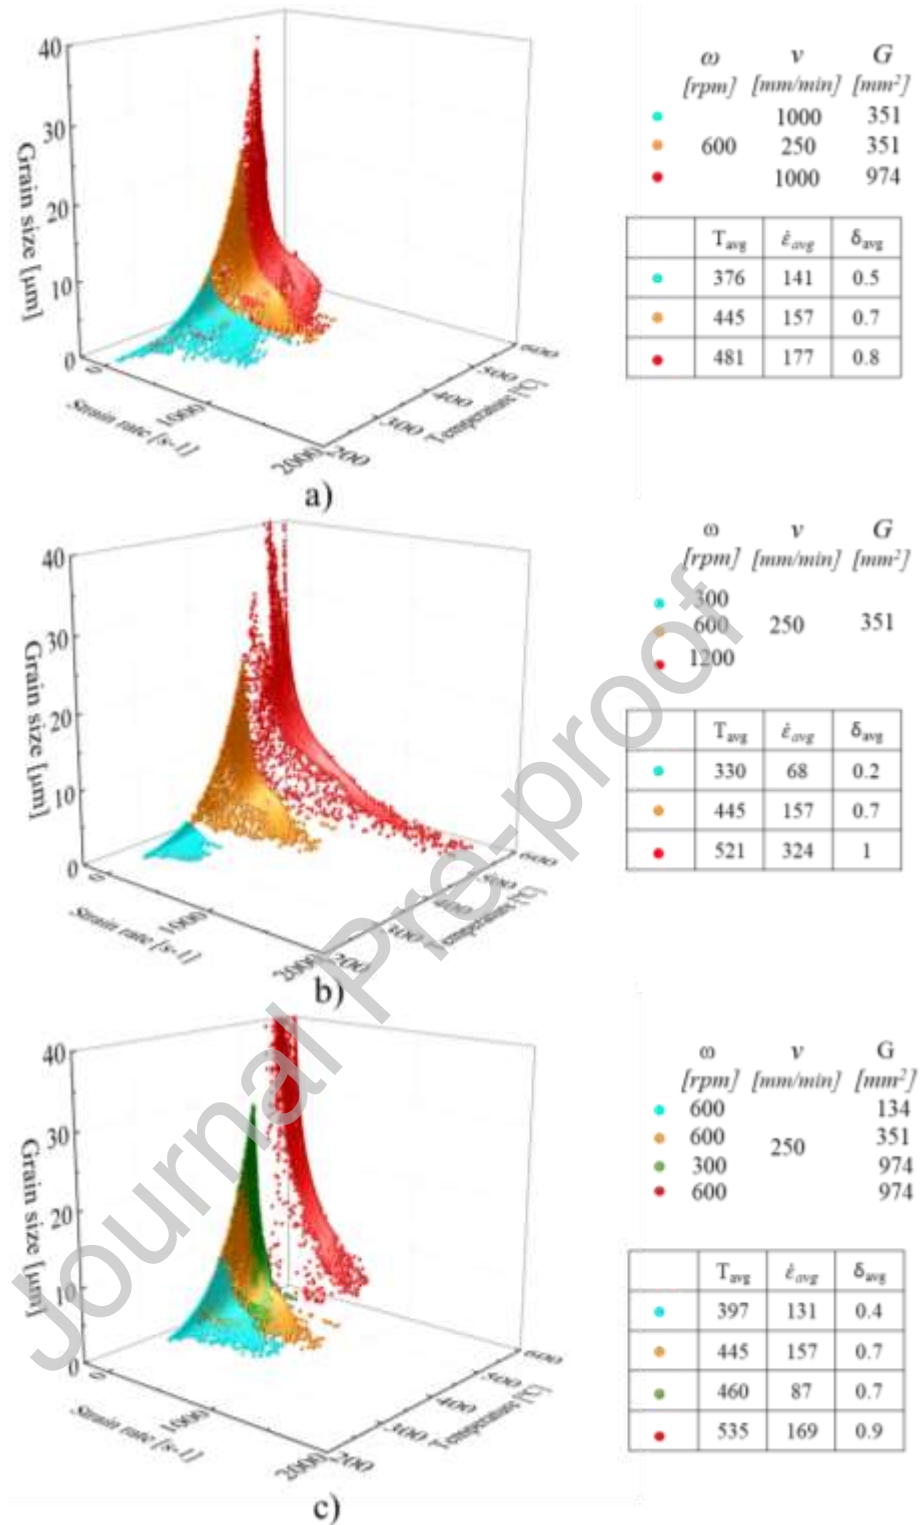 40
30
20
10
0
Grain size [μm]
0
1000
2000
Strain rate [s-1]
200
300
400
500
600
Temperature [°C]
ω v G
[rpm] [mm/min] [mm²]
1000 351
600 250 351
1000 974
T avg ε̇ avg δ avg
376 141 0.5
445 157 0.7
481 177 0.8
a)
40
30
20
10
0
Grain size [μm]
0
1000
2000
Strain rate [s-1]
200
300
400
500
600
Temperature [°C]
ω v G
[rpm] [mm/min] [mm²]
300
600 250 351
1200
T avg ε̇ avg δ avg
330 68 0.2
445 157 0.7
521 324 1
b)
40
30
20
10
0
Grain size [μm]
0
1000
2000
Strain rate [s-1]
200
300
400
500
600
Temperature [°C]
ω v G
[rpm] [mm/min] [mm²]
600 134
600 351
250
300 974
600 974
T avg ε̇ avg δ avg
397 131 0.4
445 157 0.7
460 87 0.7
535 169 0.9
c)
Journal Pre-proof